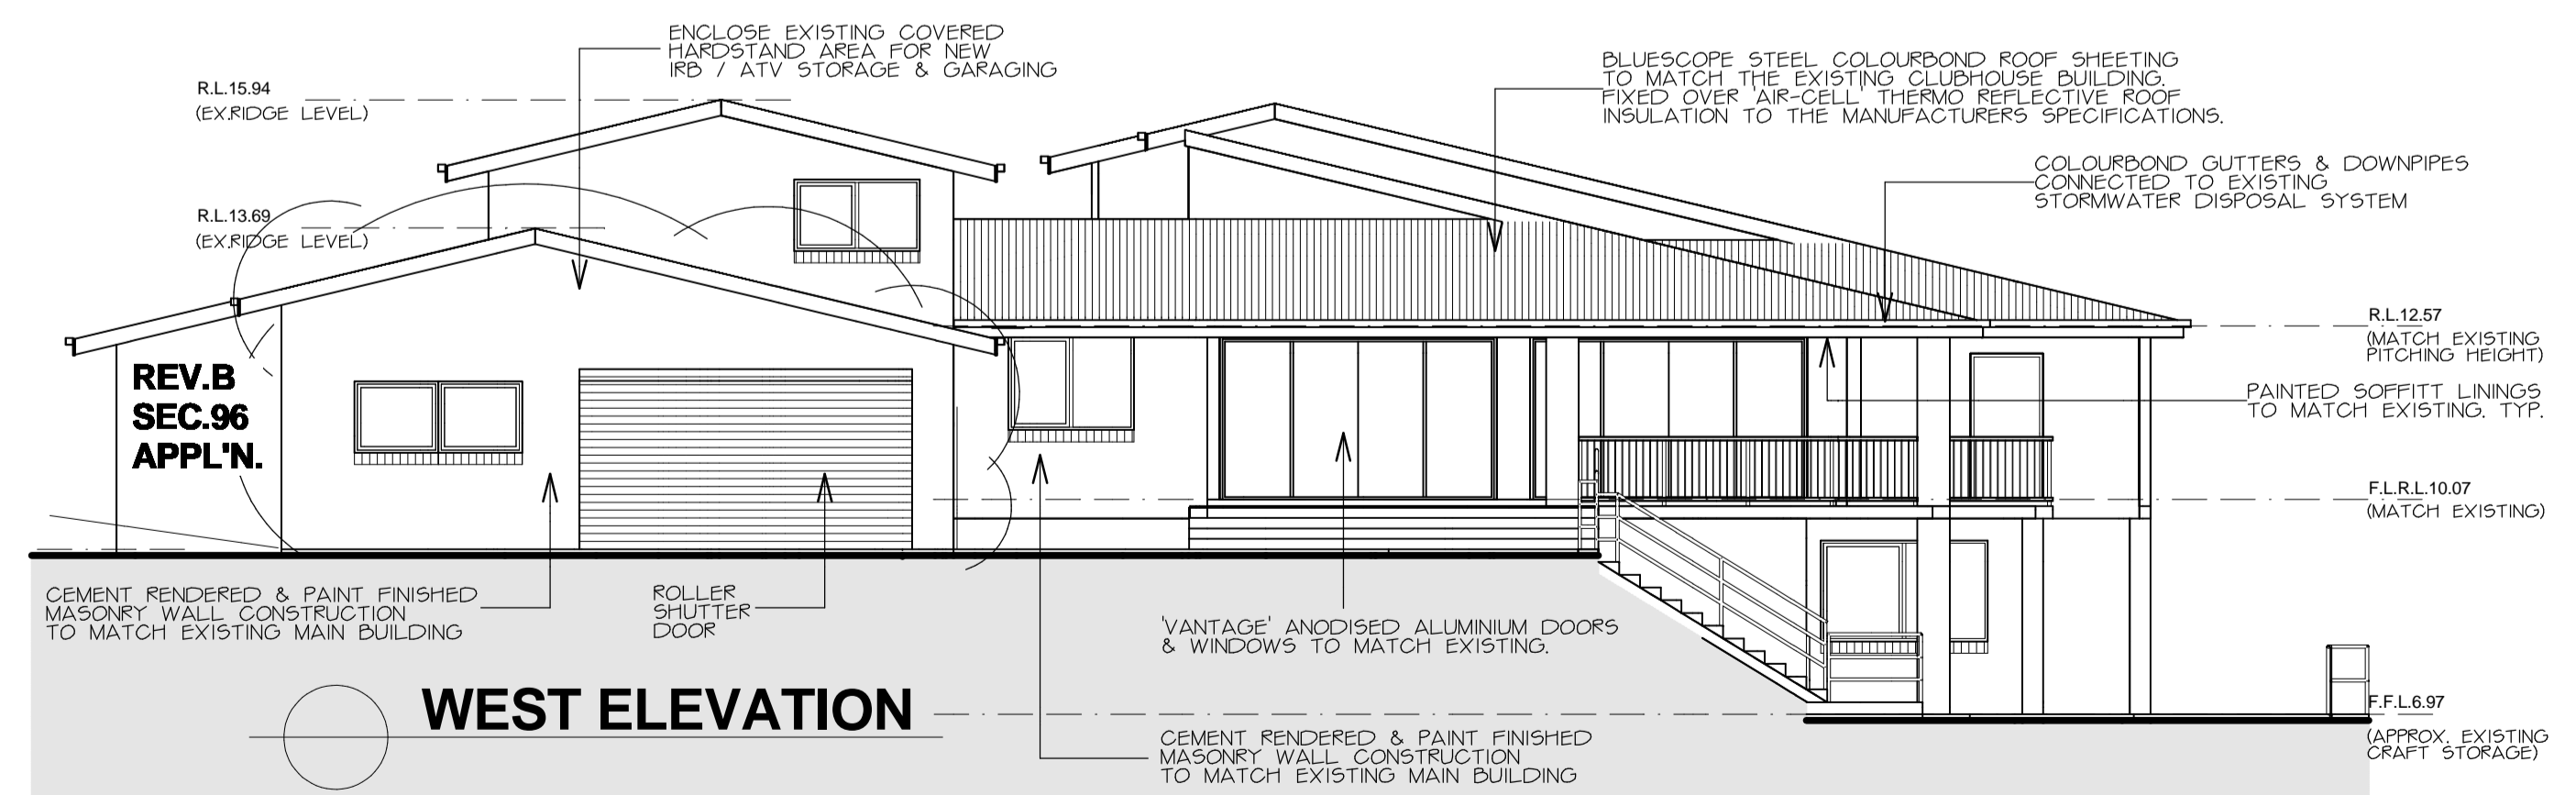 ENCLOSE EXISTING COVERED
HARDSTAND AREA FOR NEW
IRB / ATV STORAGE & GARAGING
BLUESCOPE STEEL COLOURBOND ROOF SHEETING
TO MATCH THE EXISTING CLUBHOUSE BUILDING.
FIXED OVER 'AIR-CELL' THERMO REFLECTIVE ROOF
INSULATION TO THE MANUFACTURERS SPECIFICATIONS.
R.L.15.94
(EX.RIDGE LEVEL)
COLOURBOND GUTTERS & DOWNPIPES
CONNECTED TO EXISTING
STORMWATER DISPOSAL SYSTEM
R.L.13.69
(EX.RIDGE LEVEL)
R.L.12.57
(MATCH EXISTING
PITCHING HEIGHT)
REV.B
SEC.96
APPL'N.
PAINTED SOFFITT LININGS
TO MATCH EXISTING. TYP.
F.L.R.L.10.07
(MATCH EXISTING)
CEMENT RENDERED & PAINT FINISHED
MASONRY WALL CONSTRUCTION
TO MATCH EXISTING MAIN BUILDING
ROLLER
SHUTTER
DOOR
'VANTAGE' ANODISED ALUMINIUM DOORS
& WINDOWS TO MATCH EXISTING.
WEST ELEVATION
F.F.L.6.97
(APPROX. EXISTING
CRAFT STORAGE)
CEMENT RENDERED & PAINT FINISHED
MASONRY WALL CONSTRUCTION
TO MATCH EXISTING MAIN BUILDING